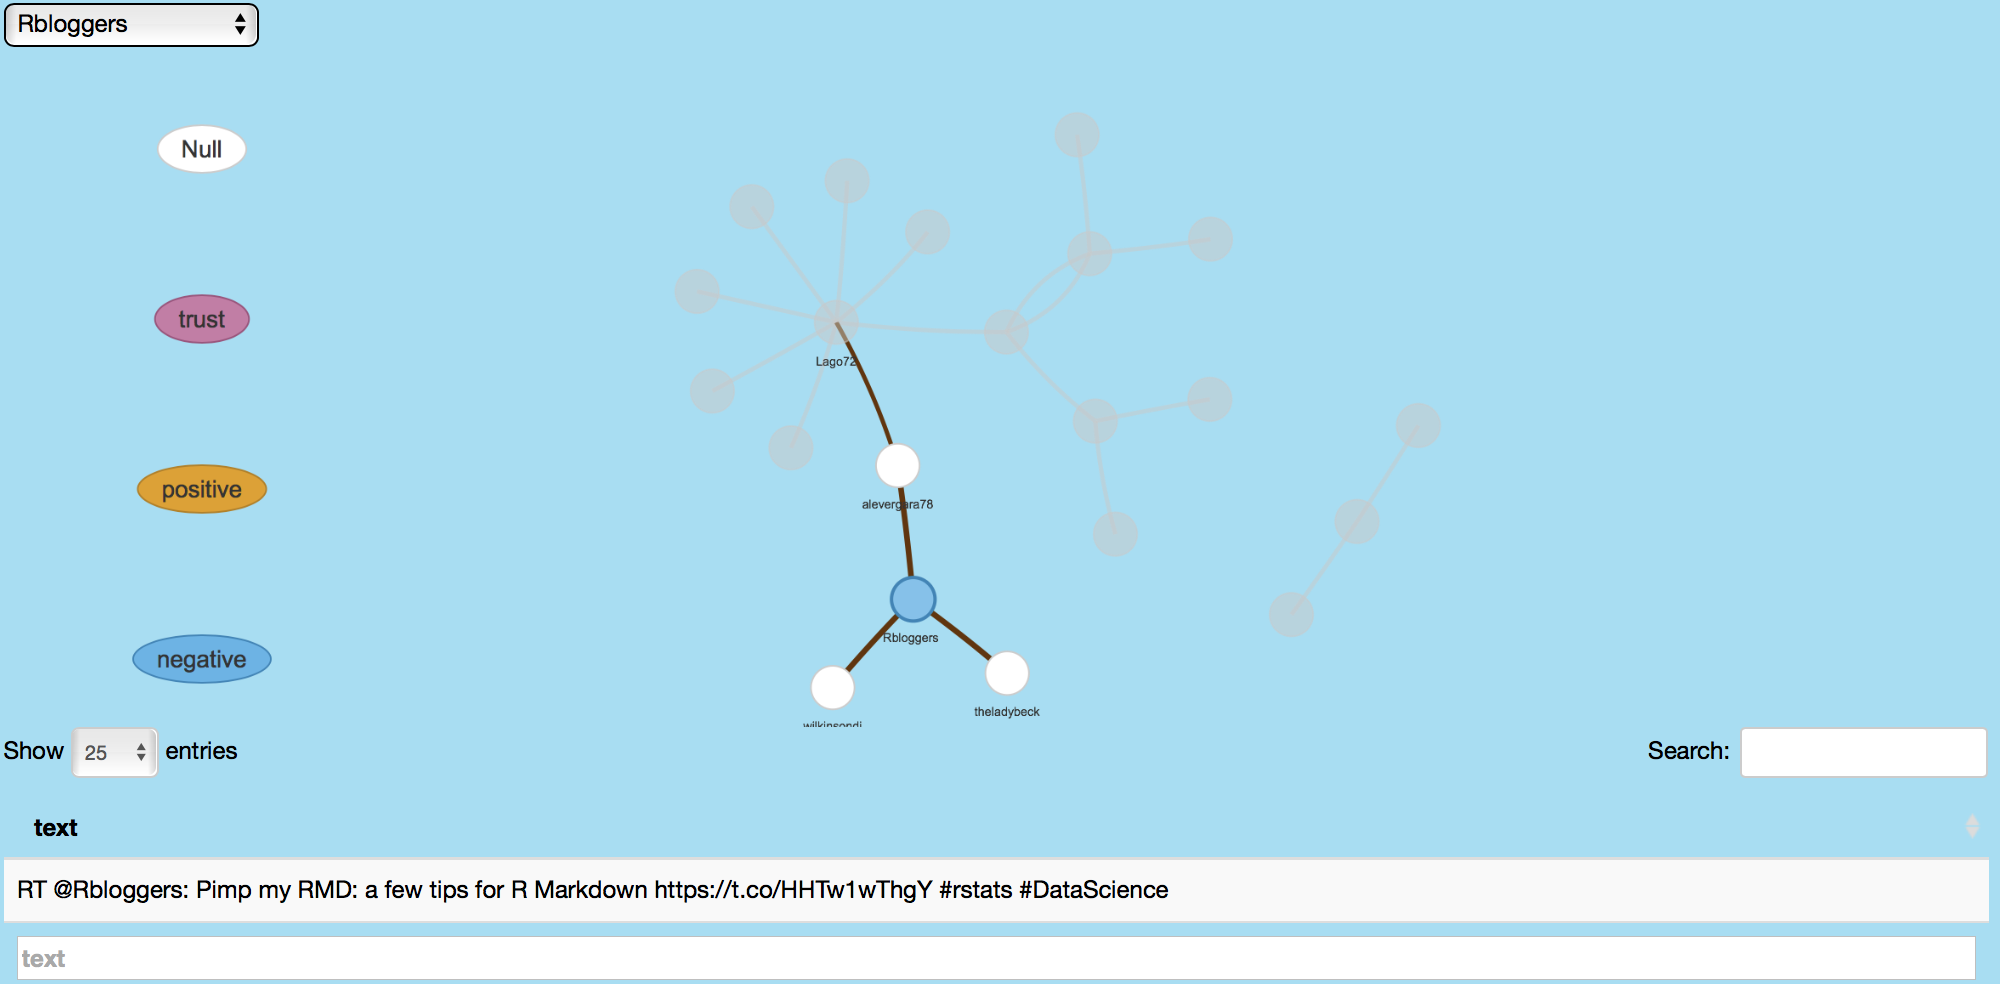 Rbloggers
Null
trust
positive
negative
Lago72
alevergara78
Rbloggers
theladybeck
wilkinsondj
Show 25 entries
Search:
text
RT @Rbloggers: Pimp my RMD: a few tips for R Markdown https://t.co/HHTw1wThgY #rstats #DataScience
text